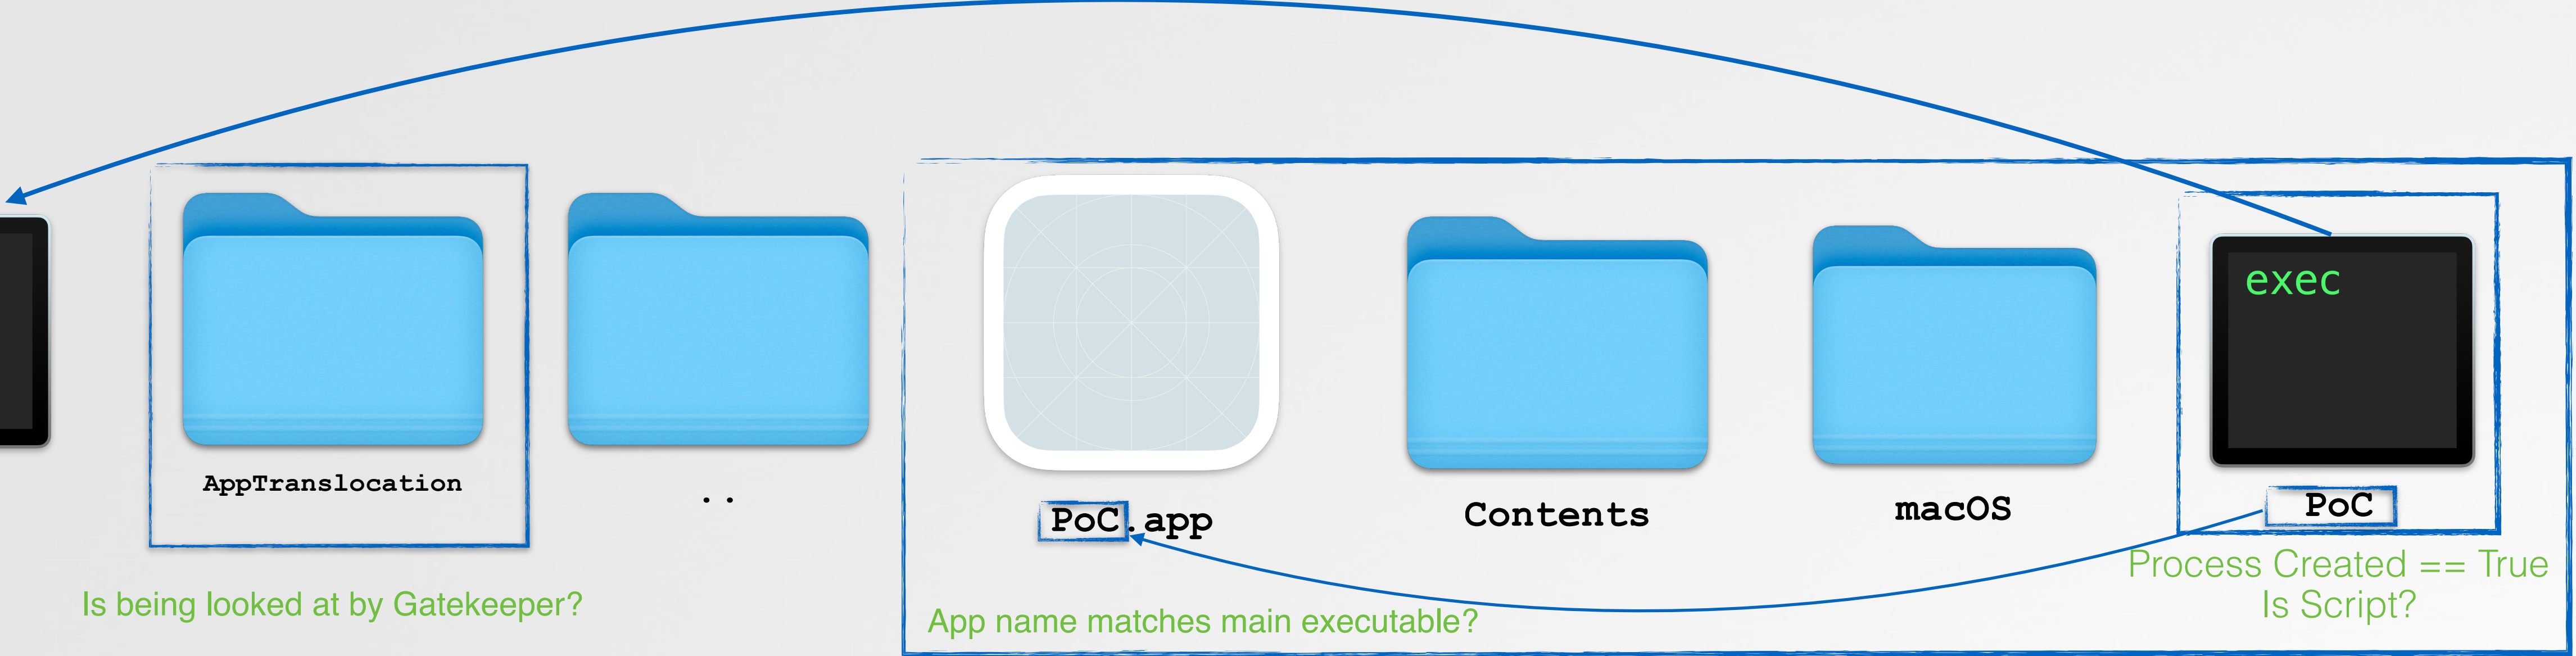 exec
AppTranslocation
..
PoC.app
Contents
macOS
PoC
Process Created == True
Is Script?
Is being looked at by Gatekeeper?
App name matches main executable?